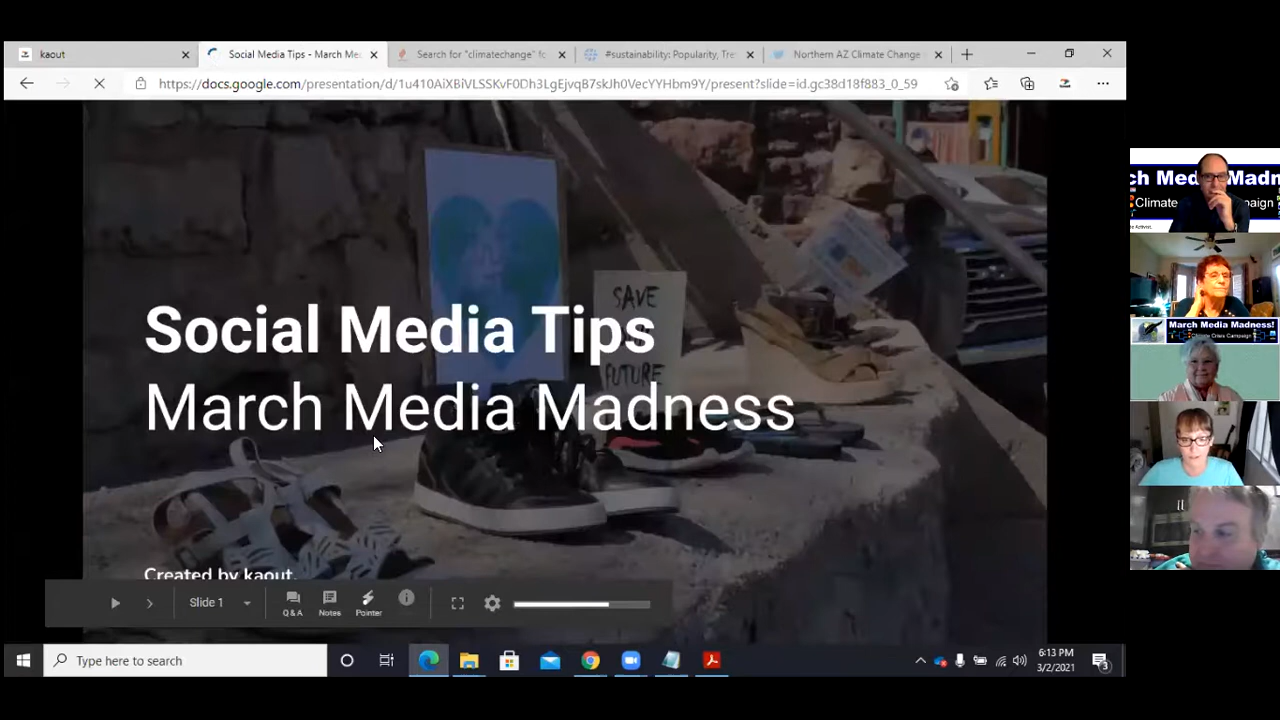 kaout
Social Media Tips - March Me
Search for "climatechange" fo
#sustainability: Popularity, Tre
Northern AZ Climate Change
https://docs.google.com/presentation/d/1u410AiXBiVLSSKvF0Dh3LgEjvqB7skJh0VecYYHbm9Y/present?slide=id.gc38d18f883_0_59
SAVE
FUTURE
Social Media Tips
March Media Madness
Created by kaout.
Slide 1
Q&A
Notes
Pointer
Type here to search
6:13 PM
3/2/2021
3
ch Med Madn
Climate paign
March Media Madness!